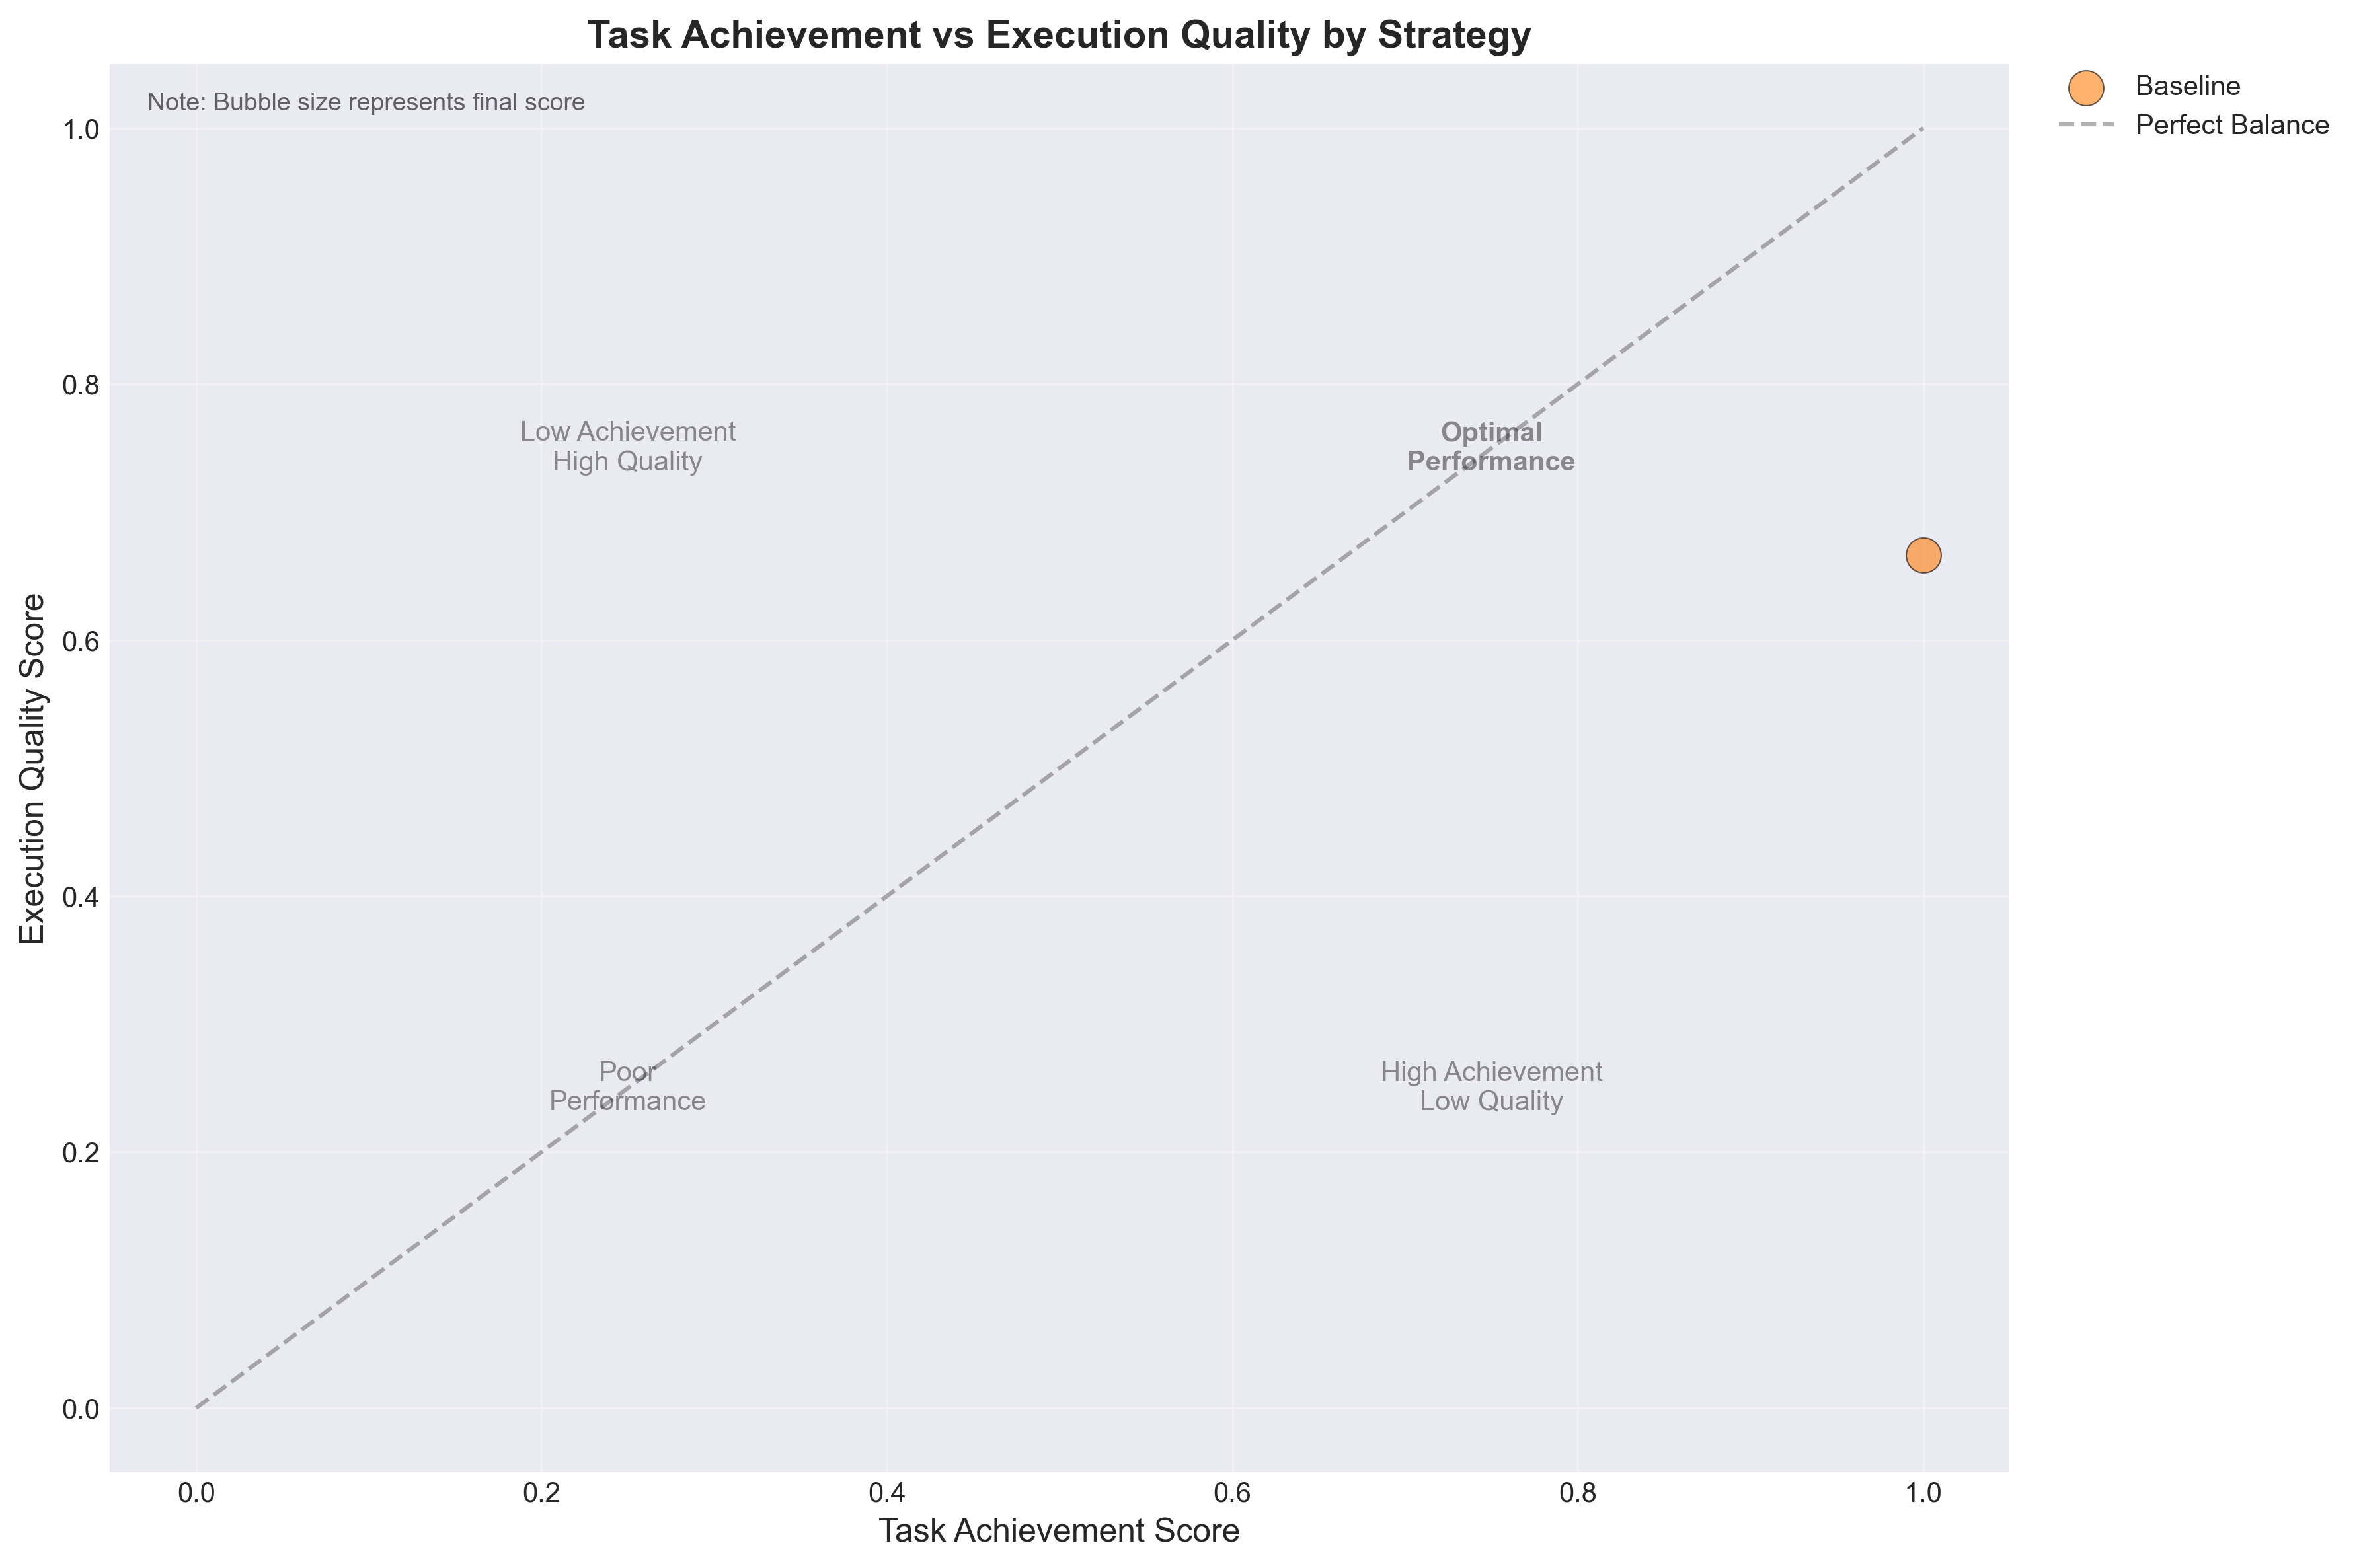 Task Achievement vs Execution Quality by Strategy
Note: Bubble size represents final score
Baseline
Perfect Balance
1.0
0.8
0.6
0.4
0.2
0.0
Execution Quality Score
Low Achievement
High Quality
Optimal
Performance
Poor
Performance
High Achievement
Low Quality
0.0
0.2
0.4
0.6
0.8
1.0
Task Achievement Score